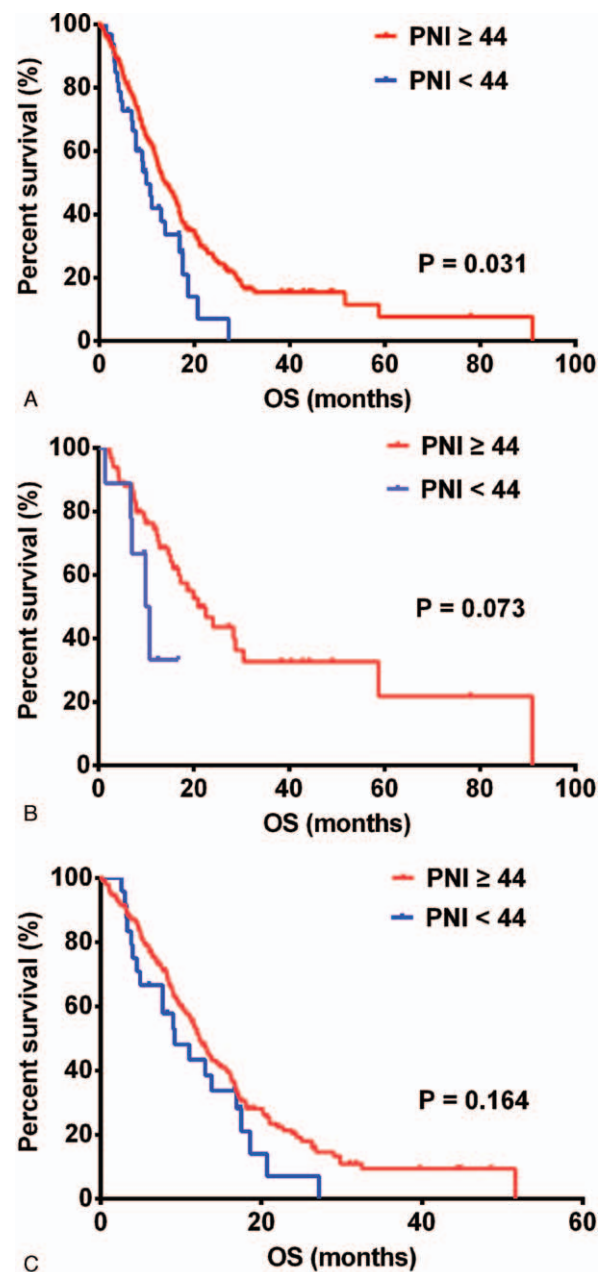 100
80
60
40
20
0
Percent survival (%)
PNI ≥ 44
PNI < 44
P = 0.031
0 20 40 60 80 100
OS (months)
A
100
80
60
40
20
0
Percent survival (%)
PNI ≥ 44
PNI < 44
P = 0.073
0 20 40 60 80 100
OS (months)
B
100
80
60
40
20
0
Percent survival (%)
PNI ≥ 44
PNI < 44
P = 0.164
0 20 40 60
OS (months)
C